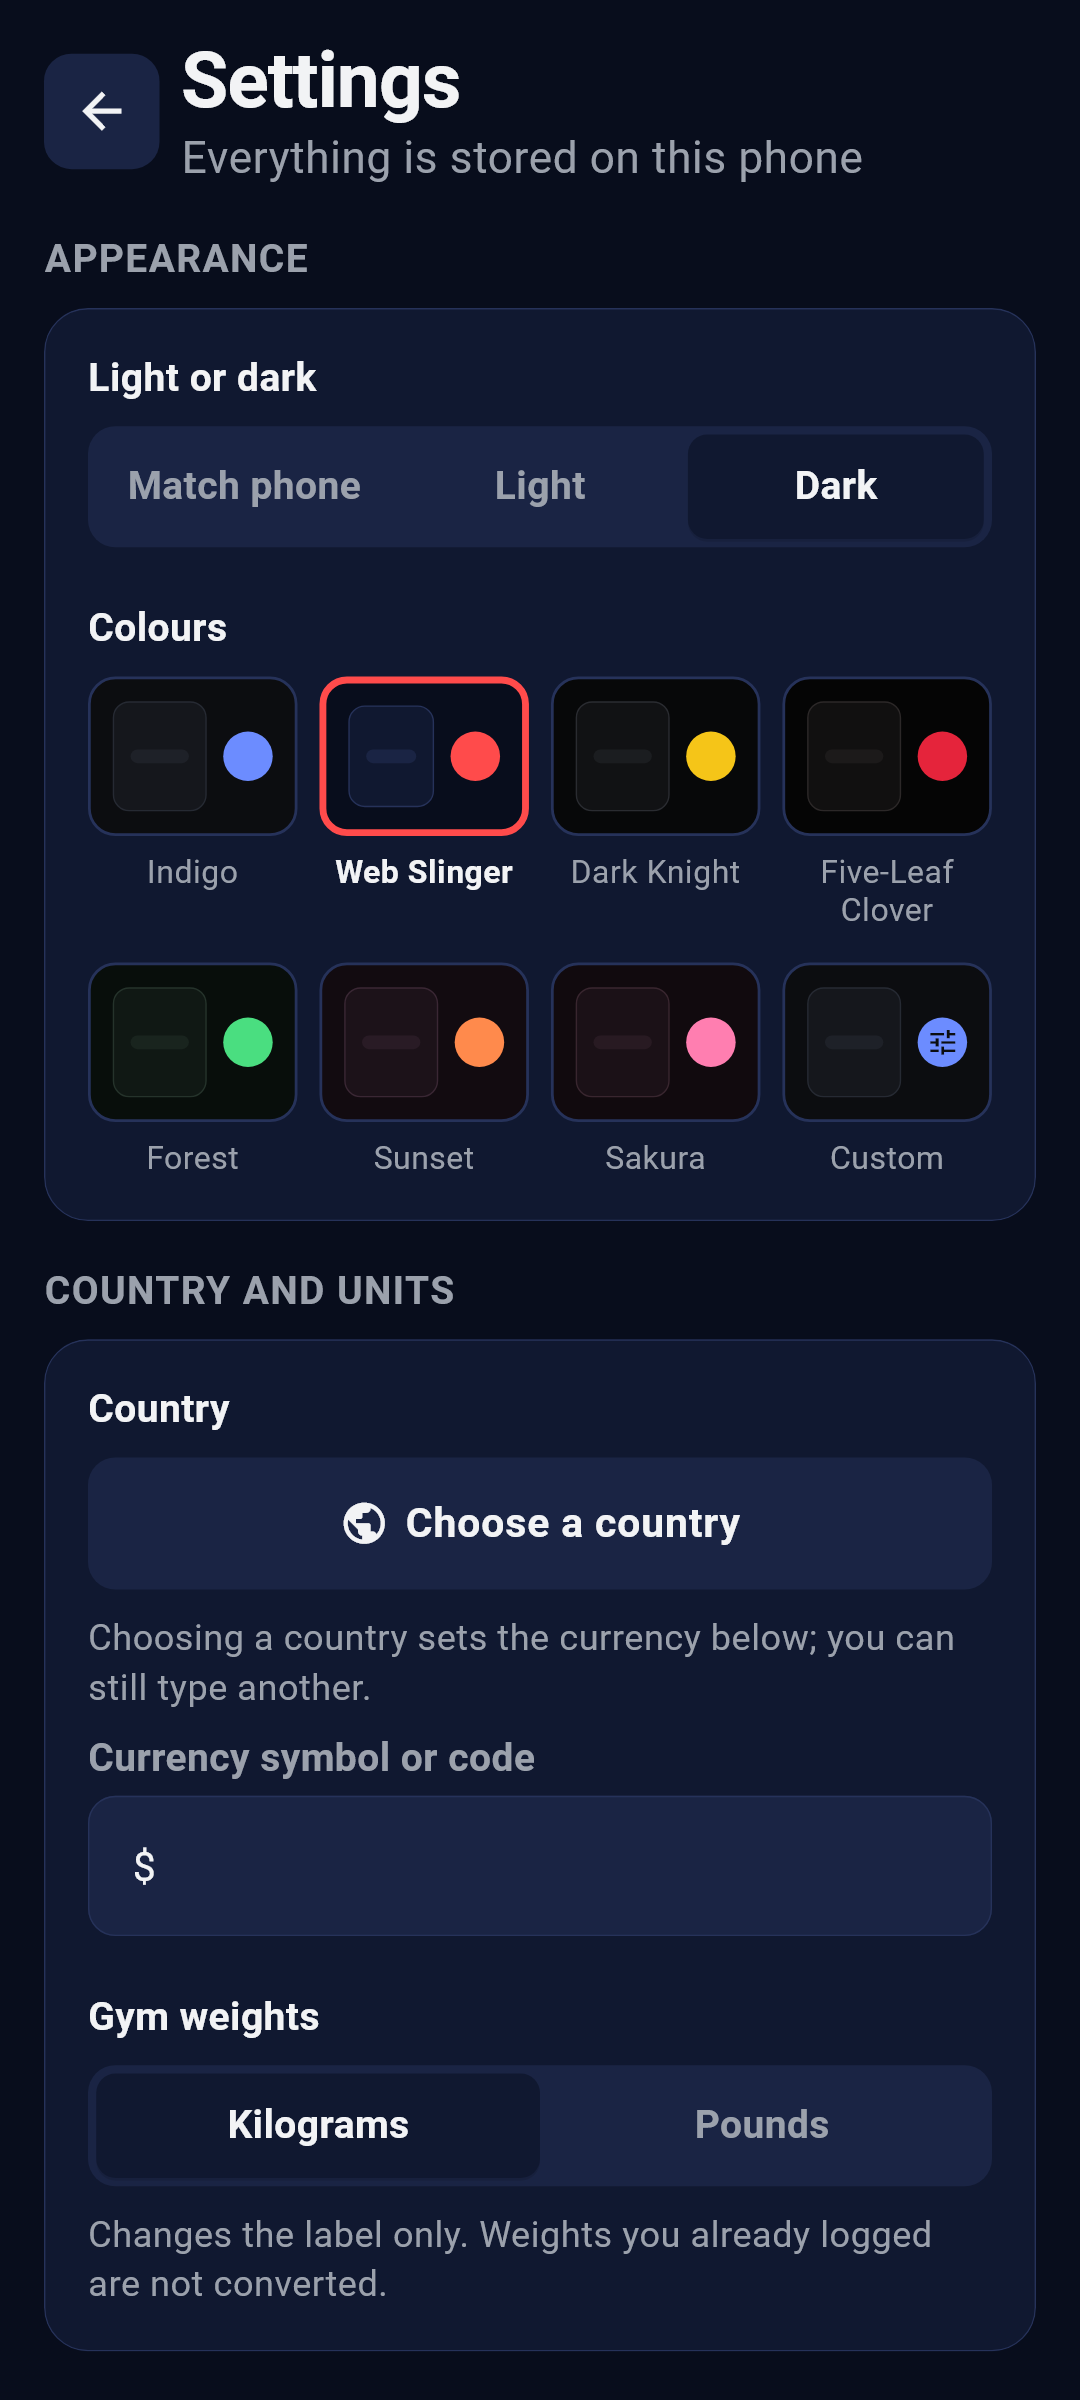 Settings
Everything is stored on this phone
APPEARANCE
Light or dark
Match phone Light Dark
Colours
Indigo Web Slinger Dark Knight Five-Leaf
Clover
Forest Sunset Sakura Custom
COUNTRY AND UNITS
Country
Choose a country
Choosing a country sets the currency below; you can
still type another.
Currency symbol or code
$
Gym weights
Kilograms Pounds
Changes the label only. Weights you already logged
are not converted.